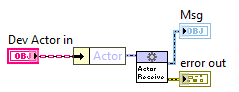 Msg
Dev Actor in
OBJ
OBJ
Actor
Actor
Receive
error out